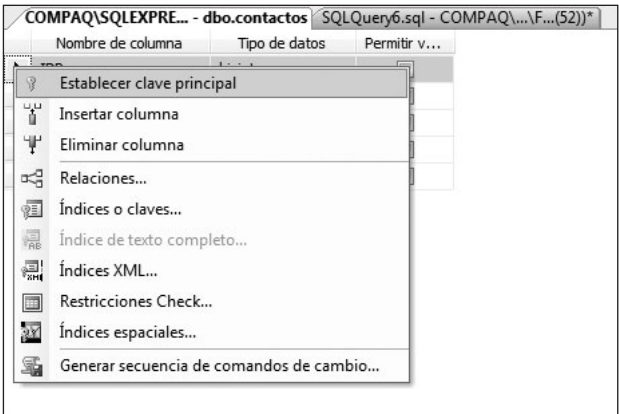 COMPAQ\SQLEXPRE... - dbo.contactos SQLQuery6.sql - COMPAQ\...\F...(52))*
Nombre de columna Tipo de datos Permitir v...
Establecer clave principal
Insertar columna
Eliminar columna
Relaciones...
Índices o claves...
Índice de texto completo...
Índices XML...
Restricciones Check...
Índices espaciales...
Generar secuencia de comandos de cambio...